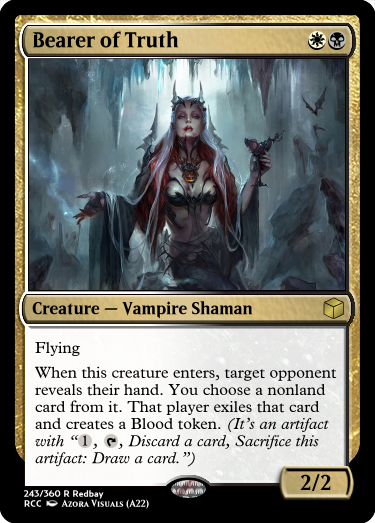 Bearer of Truth
Creature — Vampire Shaman
Flying
When this creature enters, target opponent
reveals their hand. You choose a nonland
card from it. That player exiles that card
and creates a Blood token. (It's an artifact
with “1, T, Discard a card, Sacrifice this
artifact: Draw a card.”)
2/2
243/360 R Redbay
RCC Azora Visuals (A22)